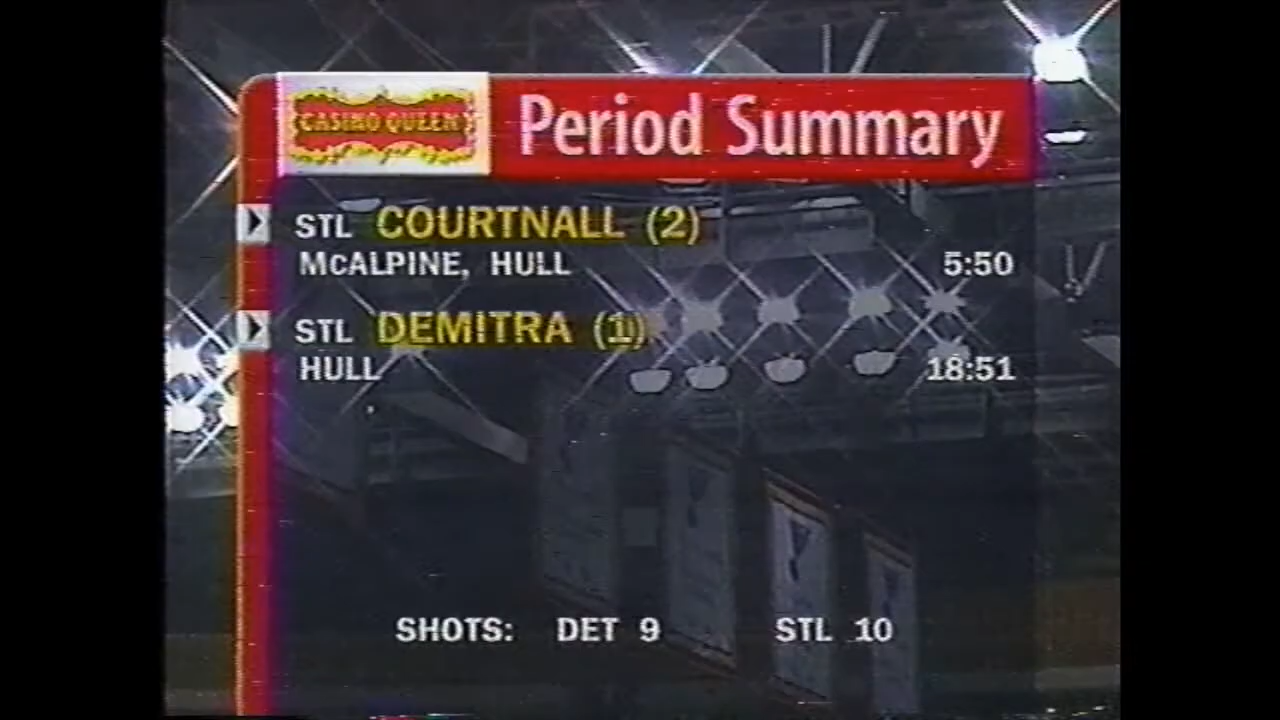 CASINO QUEEN
Period Summary
STL COURTNALL (2)
McALPINE, HULL 5:50
STL DEMITRA (1)
HULL 18:51
SHOTS: DET 9 STL 10